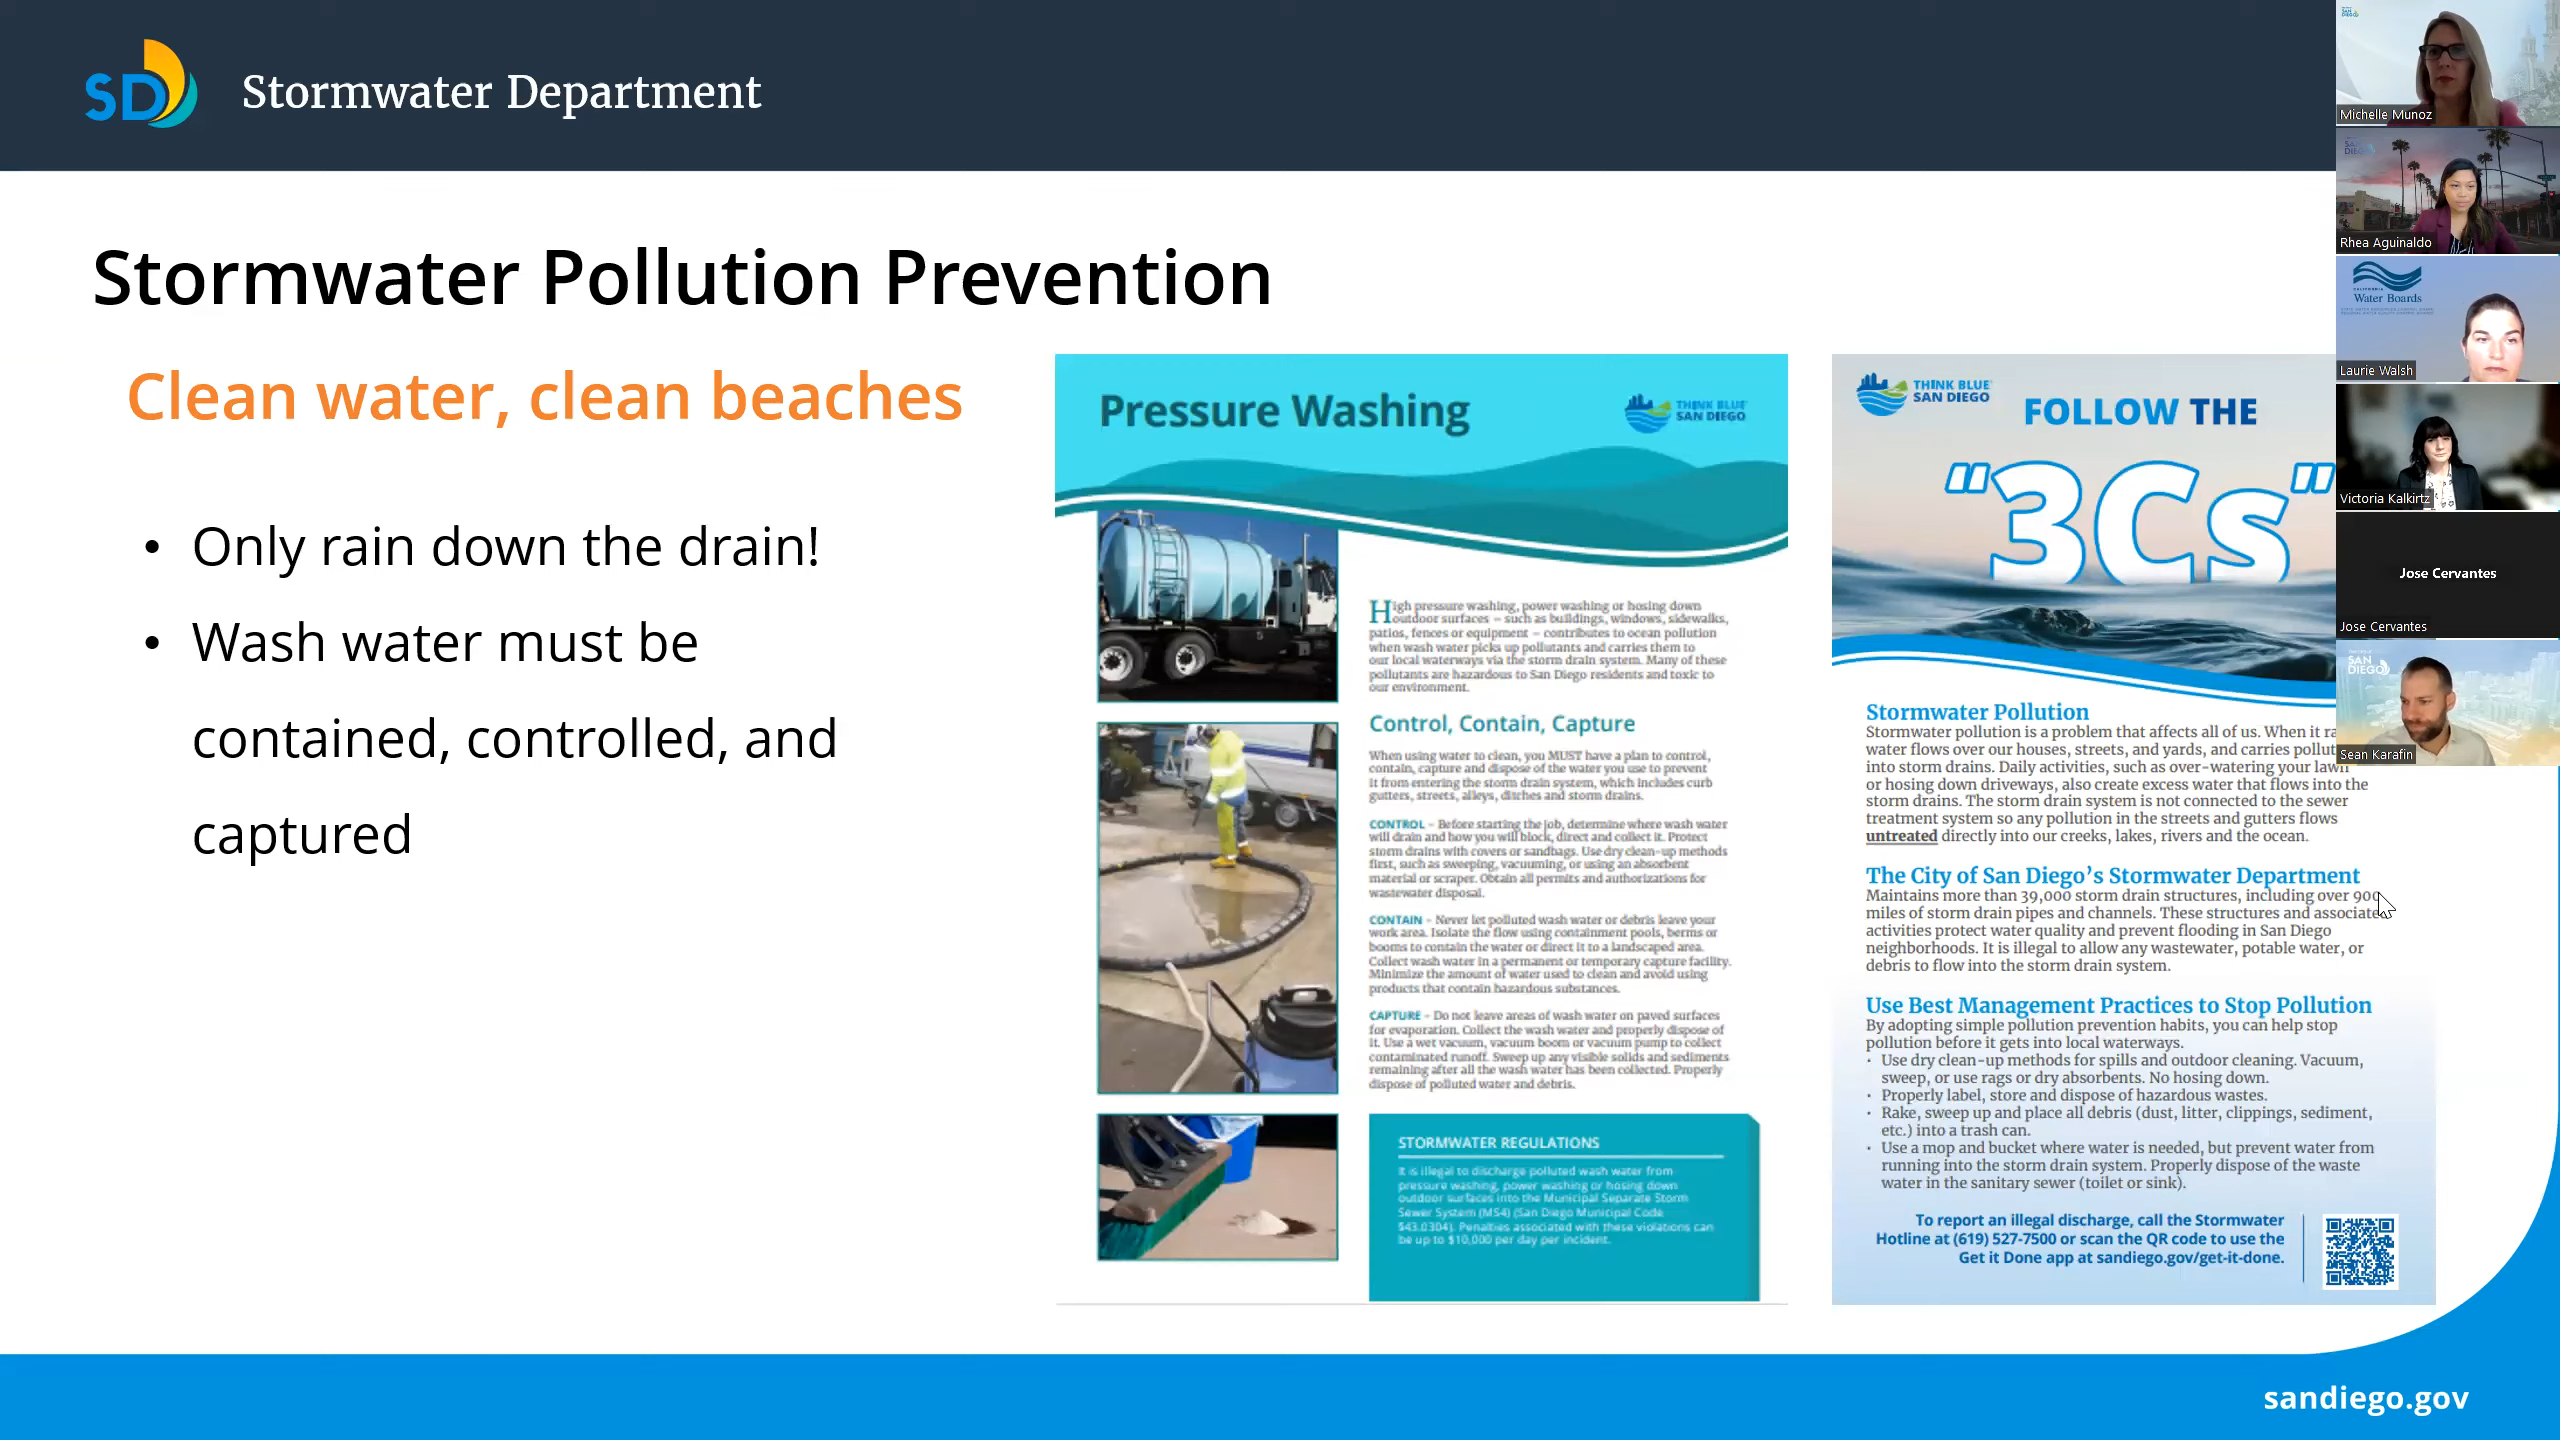 SD Stormwater Department
Stormwater Pollution Prevention
Clean water, clean beaches
• Only rain down the drain!
• Wash water must be
contained, controlled, and
captured
Pressure Washing
THINK BLUE
SAN DIEGO
High pressure washing, power washing or hosing down
outdoor surfaces – such as buildings, windows, sidewalks,
patios, fences or equipment – contributes to ocean pollution
when wash water picks up pollutants and carries them to
our local waterways via the storm drain system. Many of these
pollutants are hazardous to San Diego residents and toxic to
our environment.
Control, Contain, Capture
When using water to clean, you MUST have a plan to control,
contain, capture and dispose of the water you use to prevent
it from entering the storm drain system, which includes curb
gutters, streets, alleys, ditches and storm drains.
CONTROL – Before starting the job, determine where wash water
will drain and how you will block, direct and collect it. Protect
storm drains with covers or sandbags. Use dry clean-up methods
first, such as sweeping, vacuuming, or using an absorbent
material or scraper. Obtain all permits and authorizations for
wastewater disposal.
CONTAIN – Never let polluted wash water or debris leave your
work area. Isolate the flow using containment pools, berms or
booms to contain the water or direct it to a landscaped area.
Collect wash water in a permanent or temporary capture facility.
Minimize the amount of water used to clean and avoid using
products that contain hazardous substances.
CAPTURE – Do not leave areas of wash water on paved surfaces
for evaporation. Collect the wash water and properly dispose of
it. Use a wet vacuum, vacuum boom or vacuum pump to collect
contaminated runoff. Sweep up any visible solids and sediments
remaining after all the wash water has been collected. Properly
dispose of polluted water and debris.
STORMWATER REGULATIONS
It is illegal to discharge polluted wash water from
pressure washing, power washing or hosing down
outdoor surfaces into the Municipal Separate Storm
Sewer System (MS4) (San Diego Municipal Code
§43.0304). Penalties associated with these violations can
be up to $10,000 per day per incident.
THINK BLUE
SAN DIEGO
FOLLOW THE
"3Cs"
Stormwater Pollution
Stormwater pollution is a problem that affects all of us. When it ra
water flows over our houses, streets, and yards, and carries pollut
into storm drains. Daily activities, such as over-watering your lawn
or hosing down driveways, also create excess water that flows into the
storm drains. The storm drain system is not connected to the sewer
treatment system so any pollution in the streets and gutters flows
untreated directly into our creeks, lakes, rivers and the ocean.
The City of San Diego's Stormwater Department
Maintains more than 39,000 storm drain structures, including over 900
miles of storm drain pipes and channels. These structures and associate
activities protect water quality and prevent flooding in San Diego
neighborhoods. It is illegal to allow any wastewater, potable water, or
debris to flow into the storm drain system.
Use Best Management Practices to Stop Pollution
By adopting simple pollution prevention habits, you can help stop
pollution before it gets into local waterways.
• Use dry clean-up methods for spills and outdoor cleaning. Vacuum,
sweep, or use rags or dry absorbents. No hosing down.
• Properly label, store and dispose of hazardous wastes.
• Rake, sweep up and place all debris (dust, litter, clippings, sediment,
etc.) into a trash can.
• Use a mop and bucket where water is needed, but prevent water from
running into the storm drain system. Properly dispose of the waste
water in the sanitary sewer (toilet or sink).
To report an illegal discharge, call the Stormwater
Hotline at (619) 527-7500 or scan the QR code to use the
Get it Done app at sandiego.gov/get-it-done.
sandiego.gov
Michelle Munoz
SAN
DIEGO
Rhea Aguinaldo
CALIFORNIA
Water Boards
Laurie Walsh
Victoria Kalkirtz
Jose Cervantes
Jose Cervantes
SAN
DIEGO
Sean Karafin